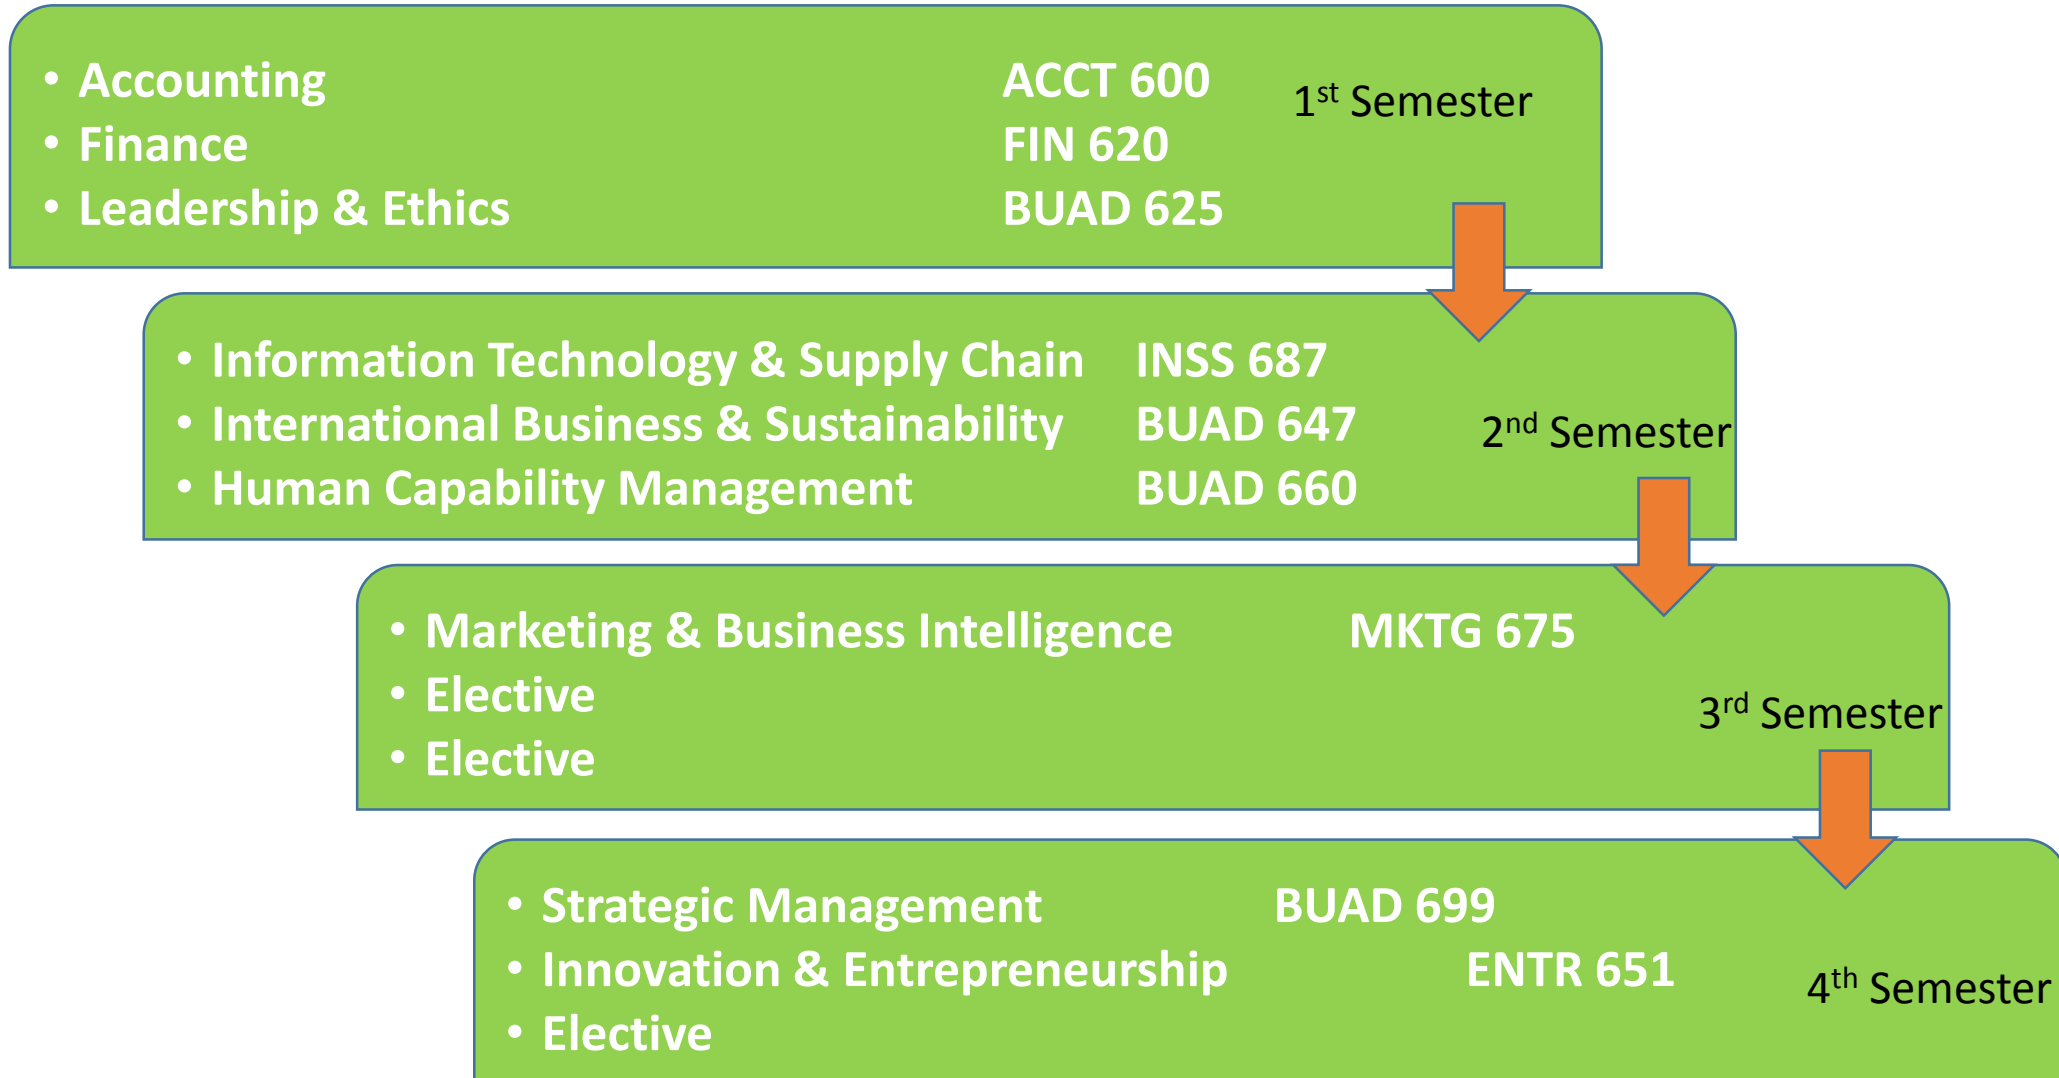 • Accounting ACCT 600
• Finance FIN 620
• Leadership & Ethics BUAD 625
1st Semester
• Information Technology & Supply Chain INSS 687
• International Business & Sustainability BUAD 647
• Human Capability Management BUAD 660
2nd Semester
• Marketing & Business Intelligence MKTG 675
• Elective
• Elective
3rd Semester
• Strategic Management BUAD 699
• Innovation & Entrepreneurship ENTR 651
• Elective
4th Semester